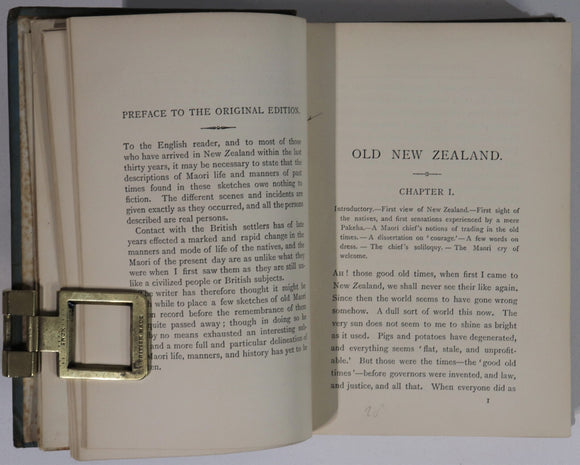 PREFACE TO THE ORIGINAL EDITION.
To the English reader, and to most of those
who have arrived in New Zealand within the last
thirty years, it may be necessary to state that the
descriptions of Maori life and manners of past
times found in these sketches owe nothing to
fiction. The different scenes and incidents are
given exactly as they occurred, and all the persons
described are real persons.
Contact with the British settlers has of late
years effected a marked and rapid change in the
manners and mode of life of the natives, and the
Maori of the present day are as unlike what they
were when I first saw them as they are still un-
like a civilized people or British subjects.
writer has therefore thought it might be
while to place a few sketches of old Maori
on record before the remembrance of them
quite passed away; though in doing so he
by no means exhausted an interesting sub-
and a more full and particular delineation of
Maori life, manners, and history has yet to be
BRITISH MADE
OLD NEW ZEALAND.
CHAPTER I.
Introductory.—First view of New Zealand.—First sight of
the natives, and first sensations experienced by a mere
Pakeha.—A Maori chief's notions of trading in the old
times.—A dissertation on 'courage.'—A few words on
dress.—The chief's soliloquy.—The Maori cry of
welcome.
AH! those good old times, when first I came to
New Zealand, we shall never see their like again.
Since then the world seems to have gone wrong
somehow. A dull sort of world this now. The
very sun does not seem to me to shine as bright
as it used. Pigs and potatoes have degenerated,
and everything seems 'flat, stale, and unprofit-
able.' But those were the times—the 'good old
times'—before governors were invented, and law,
and justice, and all that. When everyone did as
1